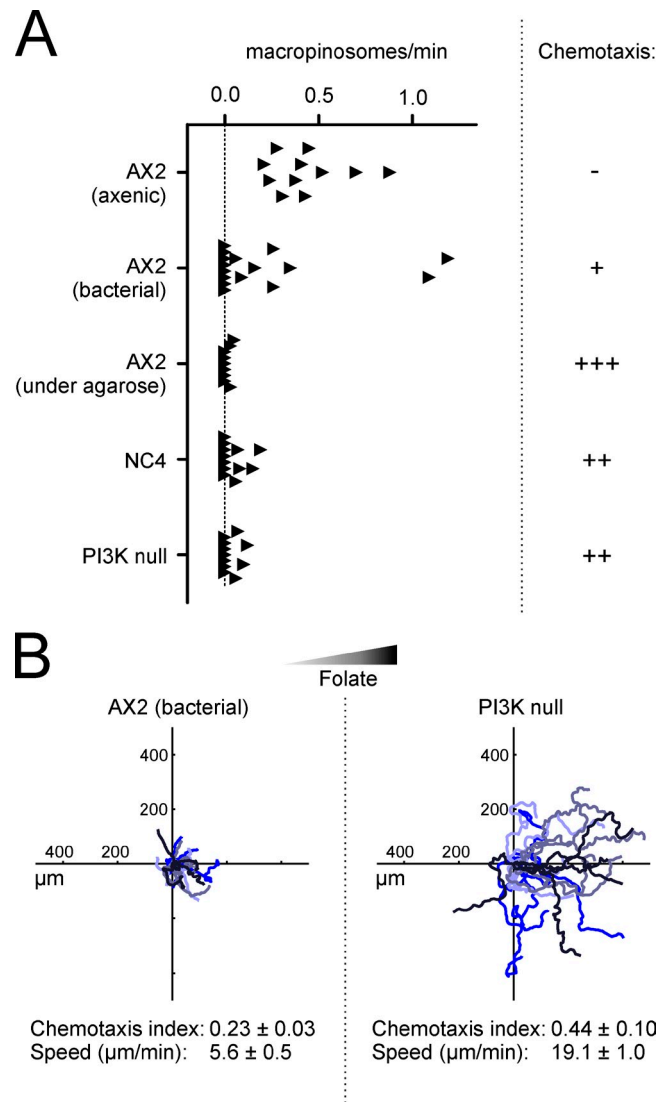 A
macropinosomes/min
Chemotaxis:
0.0 0.5 1.0
AX2
(axenic)
-
AX2
(bacterial)
+
AX2
(under agarose)
+++
NC4
++
PI3K null
++
B
Folate
AX2 (bacterial)
PI3K null
400
200
400 200
µm
400
200
400 200
µm
Chemotaxis index: 0.23 ± 0.03
Speed (µm/min): 5.6 ± 0.5
Chemotaxis index: 0.44 ± 0.10
Speed (µm/min): 19.1 ± 1.0